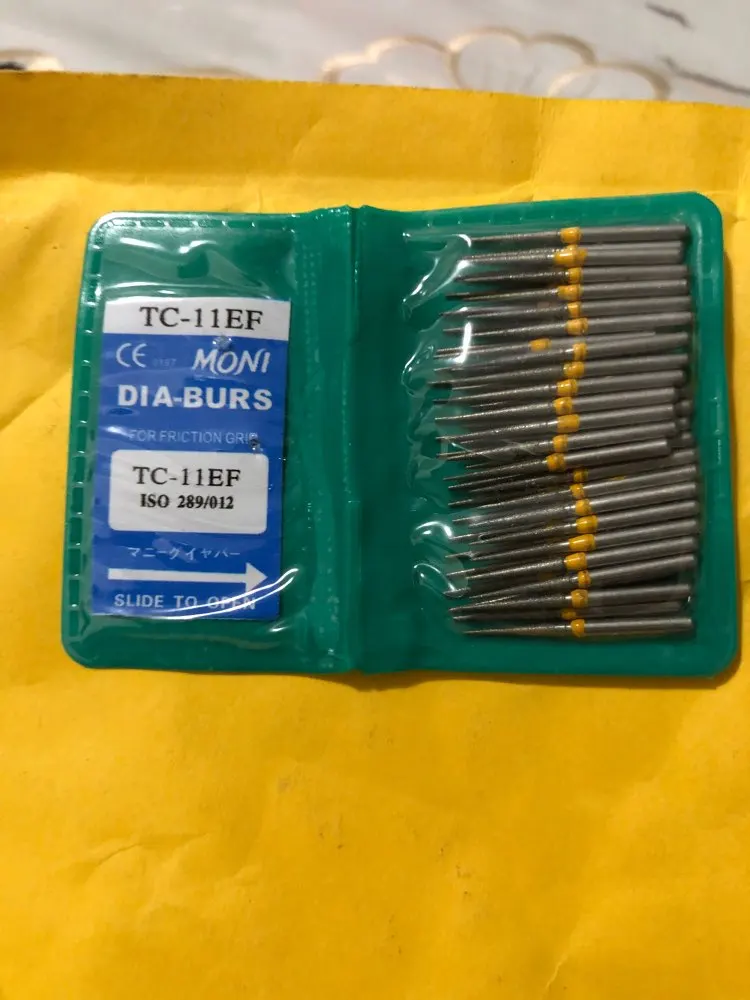 TC-11EF
CE 0197 MONI
DIA-BURS
FOR FRICTION GRIP
TC-11EF
ISO 289/012
マニーダイヤバー
SLIDE TO OPEN